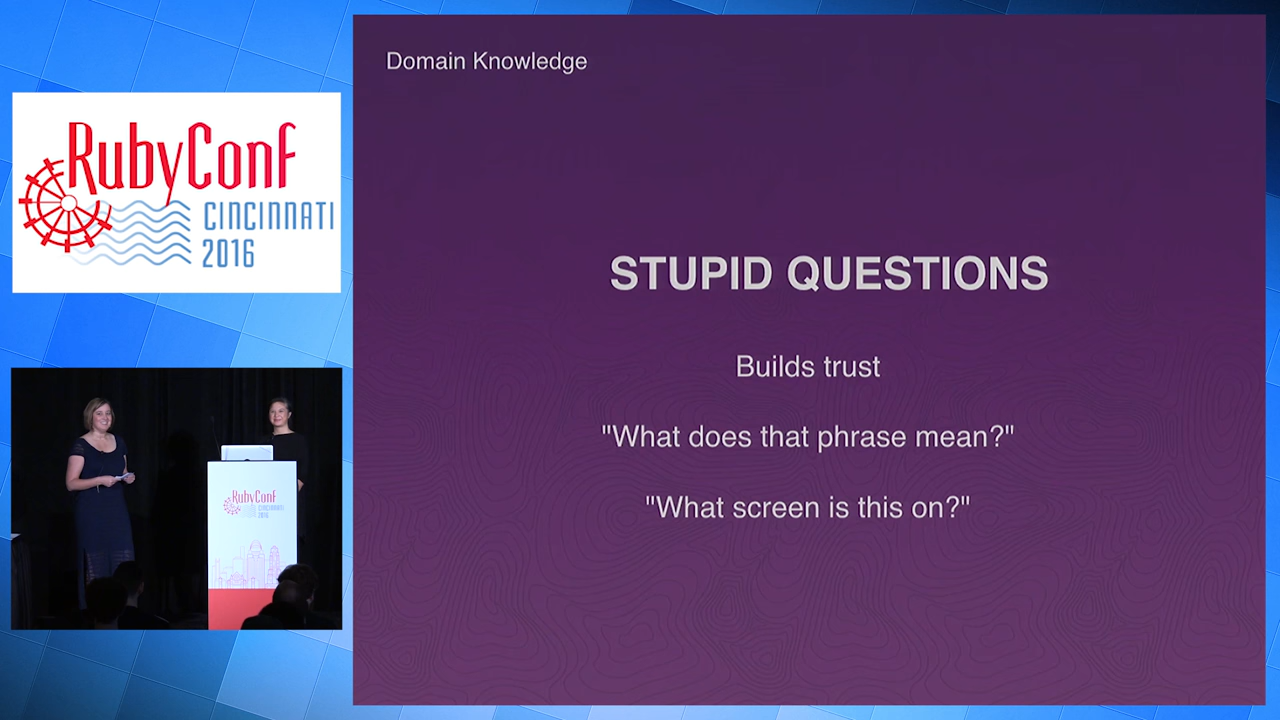 RubyConf
CINCINNATI
2016
Domain Knowledge
STUPID QUESTIONS
Builds trust
"What does that phrase mean?"
"What screen is this on?"
RubyConf
CINCINNATI
2016